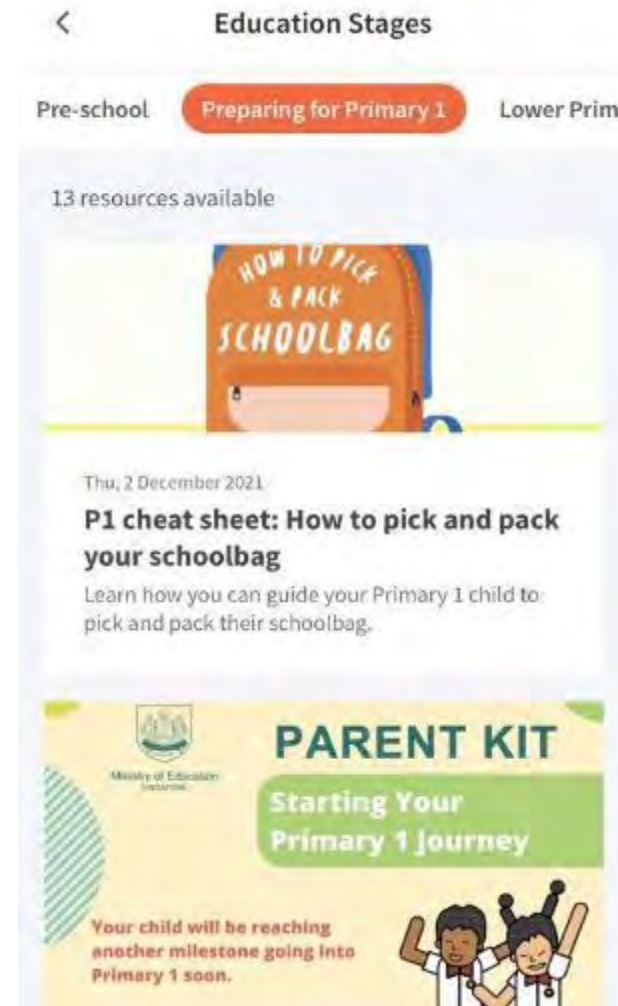 Education Stages
Pre-school
Preparing for Primary 1
Lower Prim
13 resources available
HOW TO PICK
& PACK
SCHOOLBAG
Thu, 2 December 2021
P1 cheat sheet: How to pick and pack
your schoolbag
Learn how you can guide your Primary 1 child to
pick and pack their schoolbag.
Ministry of Education
SINGAPORE
PARENT KIT
Starting Your
Primary 1 Journey
Your child will be reaching
another milestone going into
Primary 1 soon.